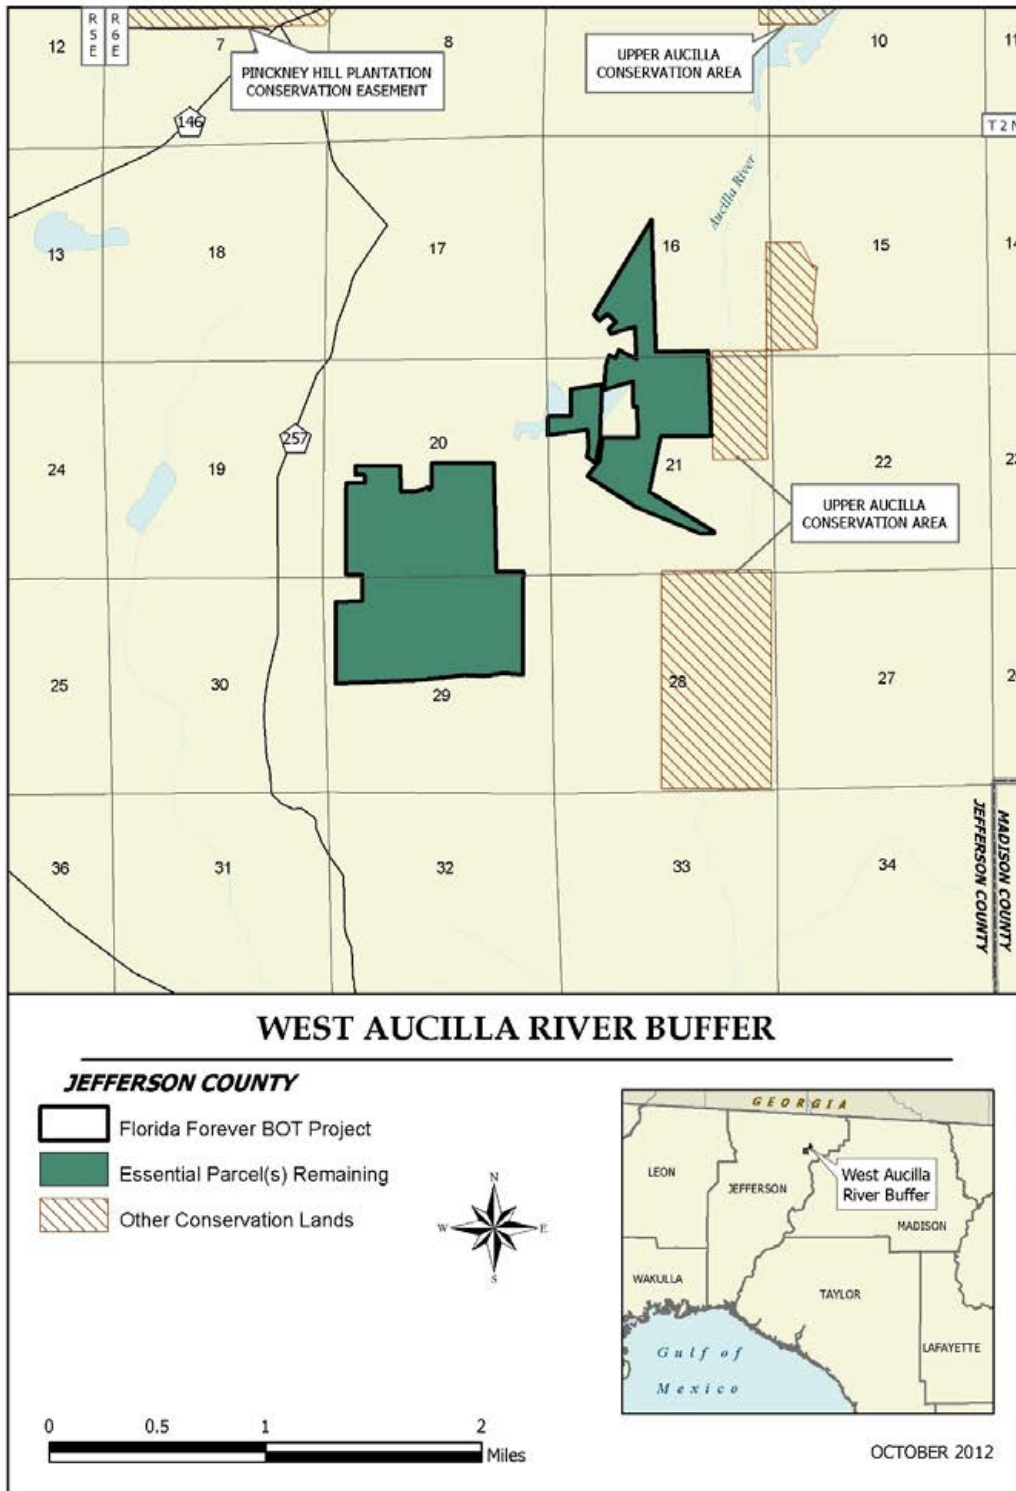 R
5
E
R
6
E
12
7
8
10
11
PINCKNEY HILL PLANTATION
CONSERVATION EASEMENT
UPPER AUCILLA
CONSERVATION AREA
146
T 2 N
Aucilla River
13
18
17
16
15
14
257
24
19
20
21
22
UPPER AUCILLA
CONSERVATION AREA
25
30
29
28
27
36
31
32
33
34
JEFFERSON COUNTY
MADISON COUNTY
WEST AUCILLA RIVER BUFFER
JEFFERSON COUNTY
Florida Forever BOT Project
Essential Parcel(s) Remaining
Other Conservation Lands
N
W
E
S
GEORGIA
LEON
JEFFERSON
West Aucilla
River Buffer
MADISON
WAKULLA
TAYLOR
LAFAYETTE
Gulf of
Mexico
0
0.5
1
2
Miles
OCTOBER 2012